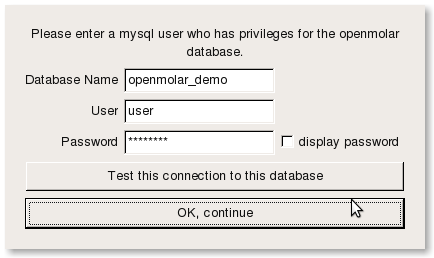 Please enter a mysql user who has privileges for the openmolar
database.
Database Name openmolar_demo
User user
Password ******** display password
Test this connection to this database
OK, continue